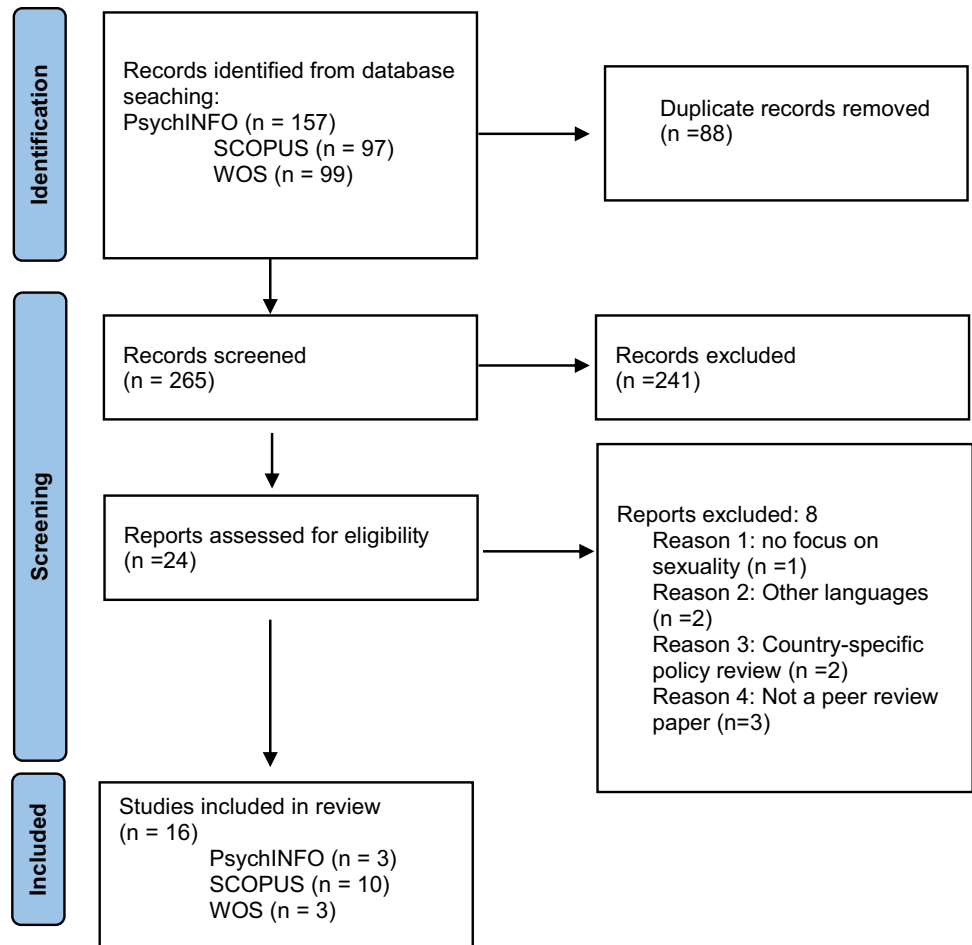 Identification
Records identified from database
seaching:
PsychINFO (n = 157)
SCOPUS (n = 97)
WOS (n = 99)
Duplicate records removed
(n =88)
Screening
Records screened
(n = 265)
Records excluded
(n =241)
Reports assessed for eligibility
(n =24)
Reports excluded: 8
Reason 1: no focus on
sexuality (n =1)
Reason 2: Other languages
(n =2)
Reason 3: Country-specific
policy review (n =2)
Reason 4: Not a peer review
paper (n=3)
Included
Studies included in review
(n = 16)
PsychINFO (n = 3)
SCOPUS (n = 10)
WOS (n = 3)